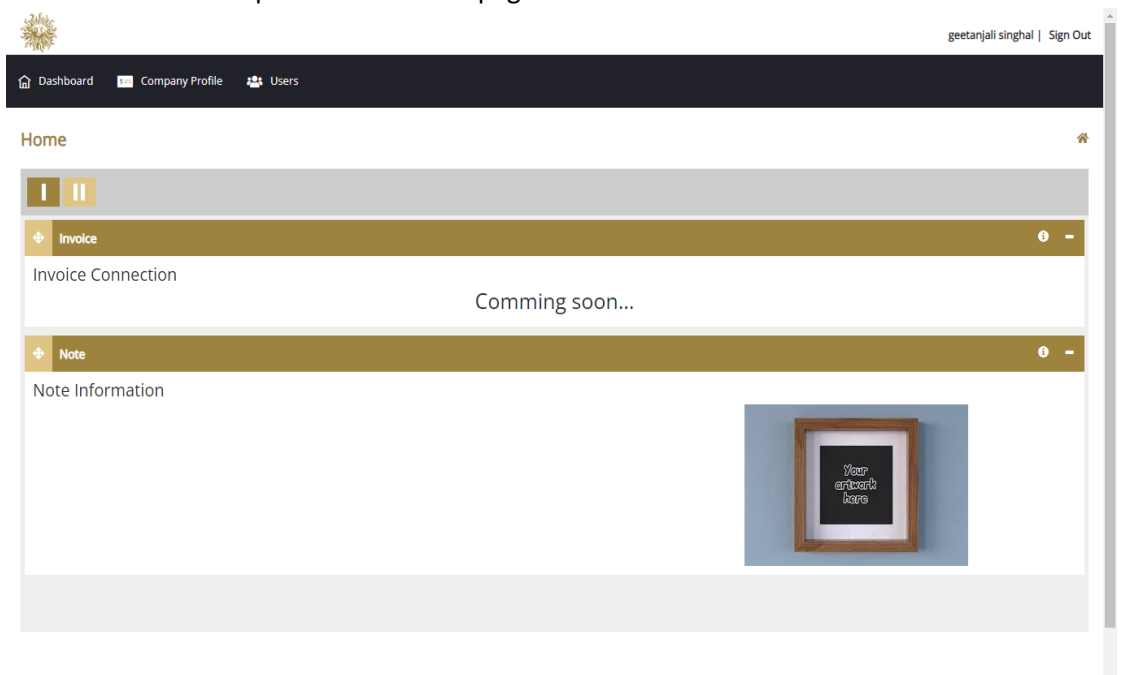 geetanjali singhal | Sign Out
Dashboard Company Profile Users
Home
Invoice
Invoice Connection
Comming soon...
Note
Note Information
Your
artwork
here